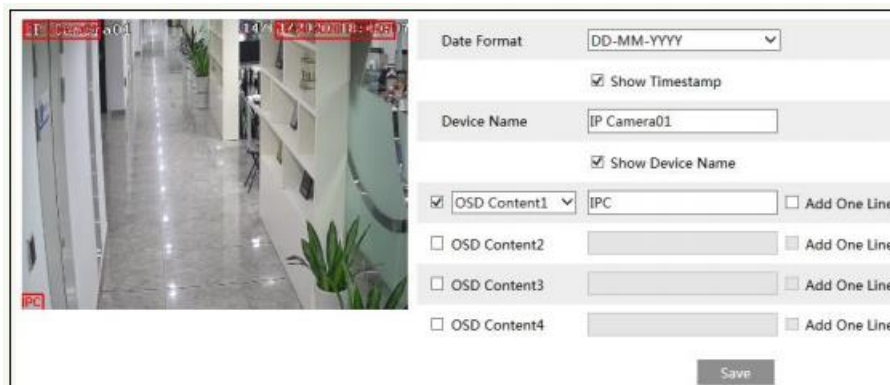 IP Camera01
Date Format DD-MM-YYYY
Show Timestamp
Device Name IP Camera01
Show Device Name
OSD Content1 IPC Add One Line
OSD Content2 Add One Line
OSD Content3 Add One Line
OSD Content4 Add One Line
IPC
Save